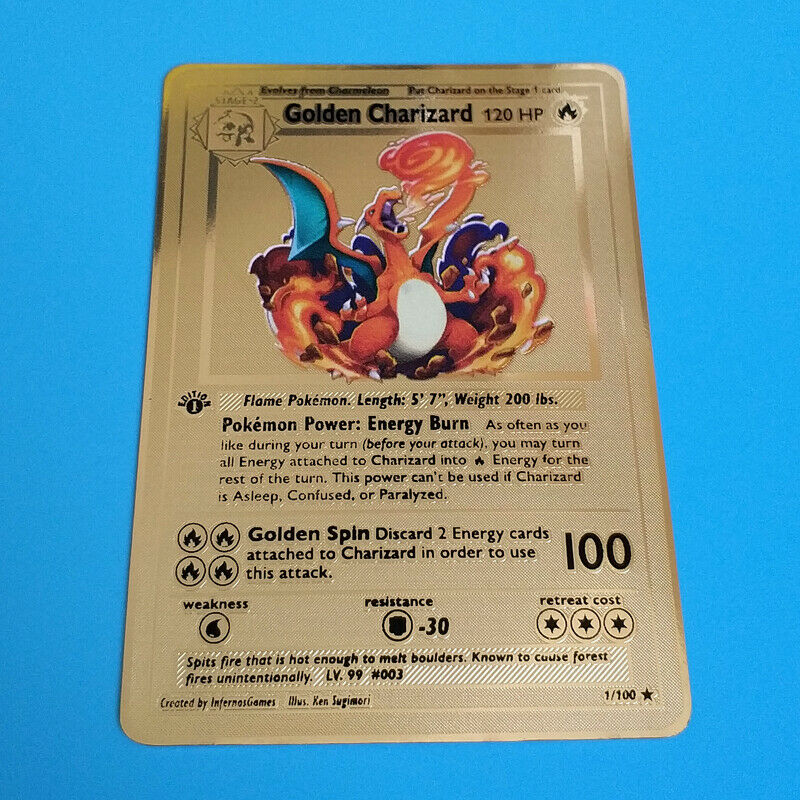 Evolves from Charmeleon Put Charizard on the Stage 1 card
STAGE-2
Golden Charizard 120 HP
EDITION
1
Flame Pokémon. Length: 5' 7", Weight 200 lbs.
Pokémon Power: Energy Burn As often as you
like during your turn (before your attack), you may turn
all Energy attached to Charizard into Energy for the
rest of the turn. This power can't be used if Charizard
is Asleep, Confused, or Paralyzed.
Golden Spin Discard 2 Energy cards
attached to Charizard in order to use
this attack.
100
weakness resistance retreat cost
-30
Spits fire that is hot enough to melt boulders. Known to cause forest
fires unintentionally. LV. 99 #003
Created by InfernosGames Illus. Ken Sugimori 1/100 ★